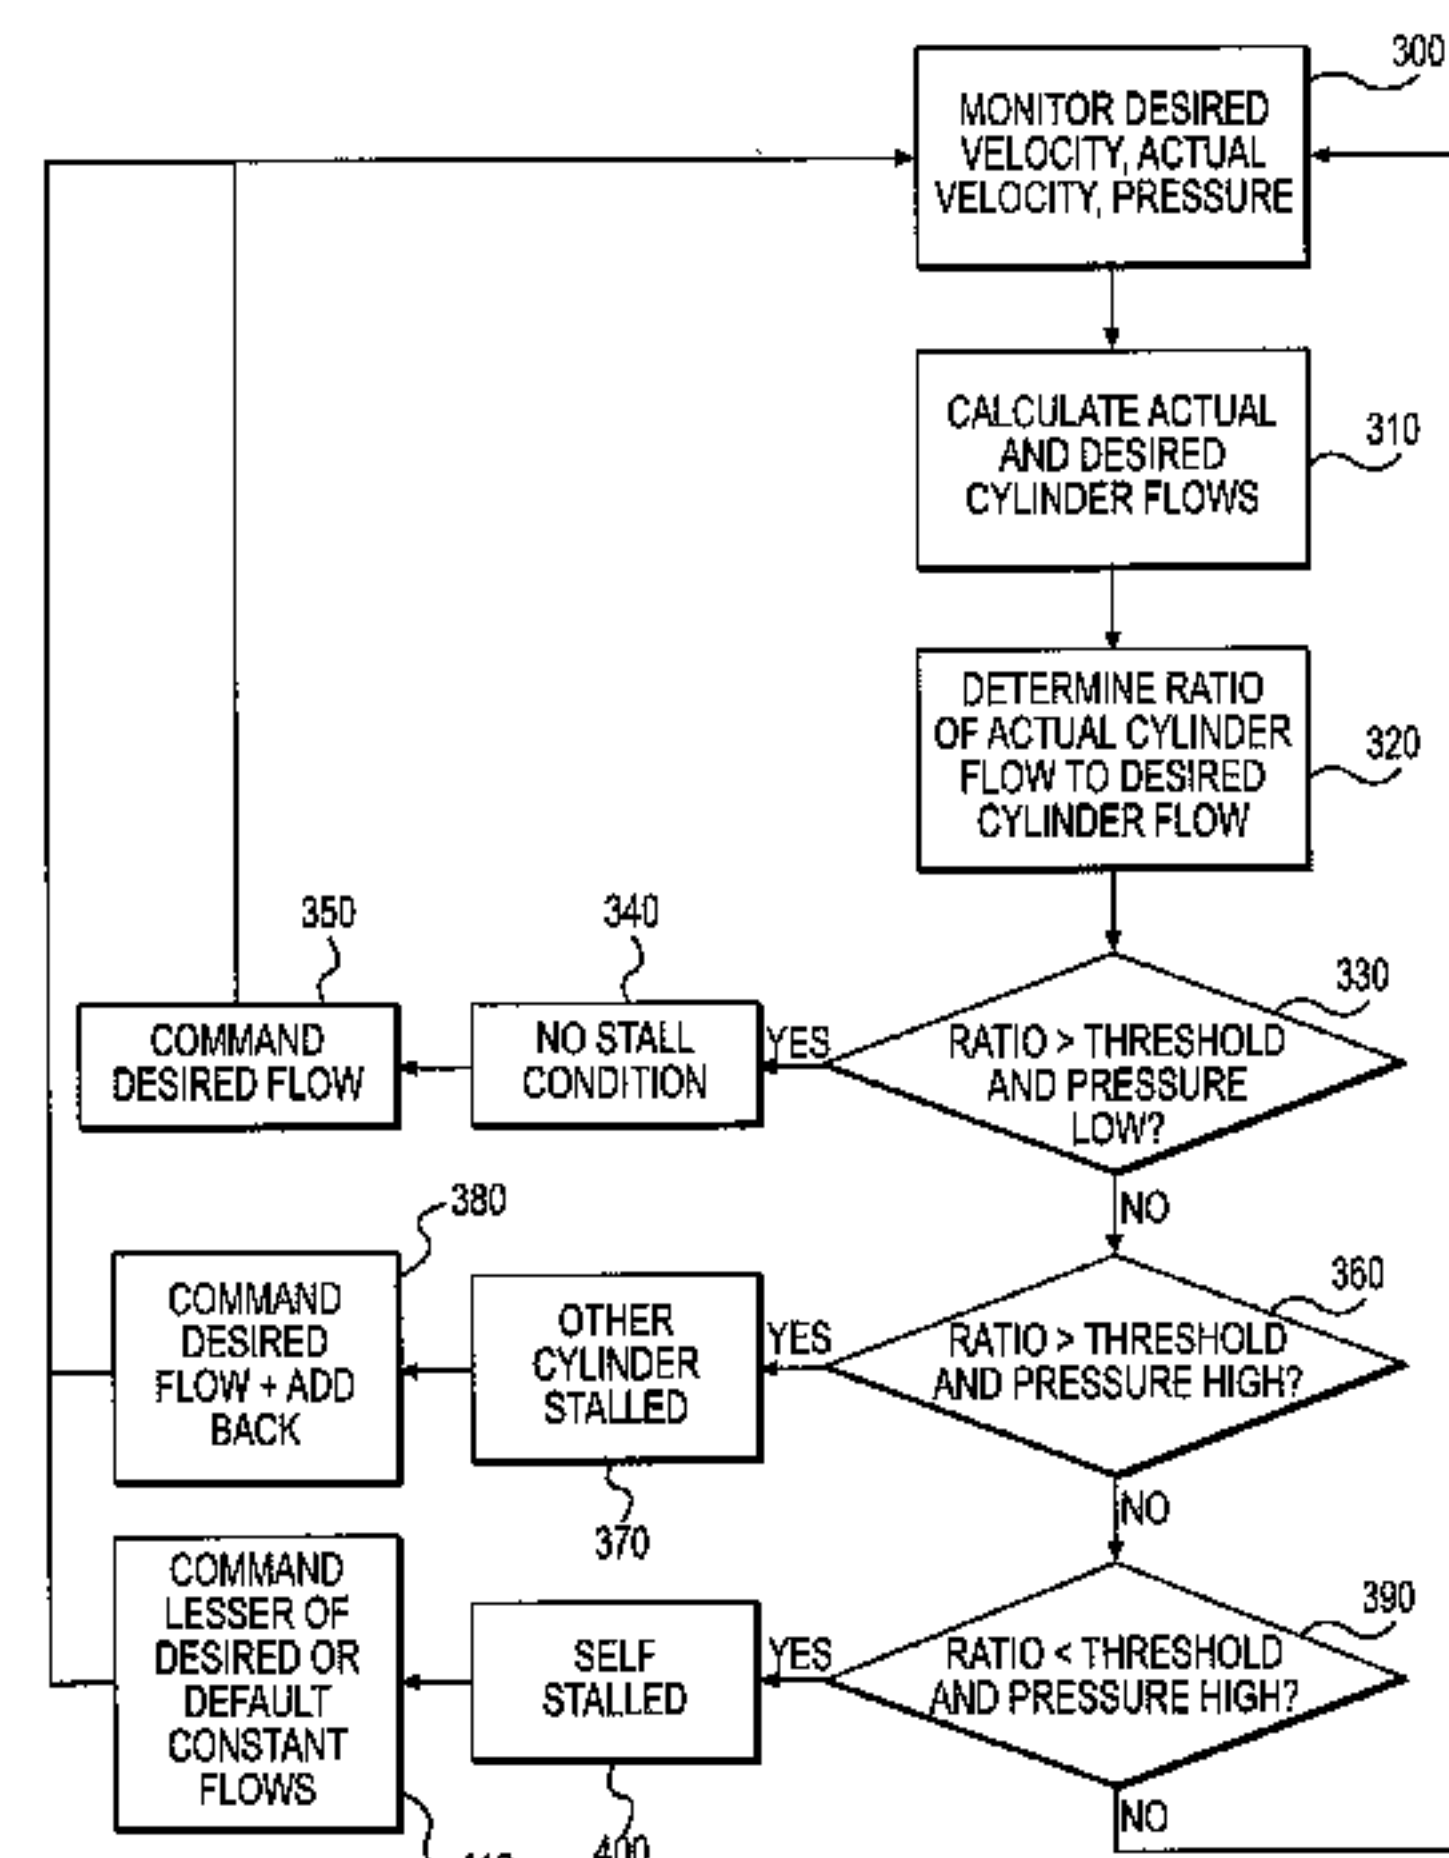 300
MONITOR DESIRED
VELOCITY, ACTUAL
VELOCITY, PRESSURE
CALCULATE ACTUAL
AND DESIRED
CYLINDER FLOWS
310
DETERMINE RATIO
OF ACTUAL CYLINDER
FLOW TO DESIRED
CYLINDER FLOW
320
350
340
330
COMMAND
DESIRED FLOW
NO STALL
CONDITION
YES
RATIO > THRESHOLD
AND PRESSURE
LOW?
NO
380
360
COMMAND
DESIRED
FLOW + ADD
BACK
OTHER
CYLINDER
STALLED
YES
RATIO > THRESHOLD
AND PRESSURE HIGH?
370
NO
390
COMMAND
LESSER OF
DESIRED OR
DEFAULT
CONSTANT
FLOWS
SELF
STALLED
YES
RATIO < THRESHOLD
AND PRESSURE HIGH?
NO
400